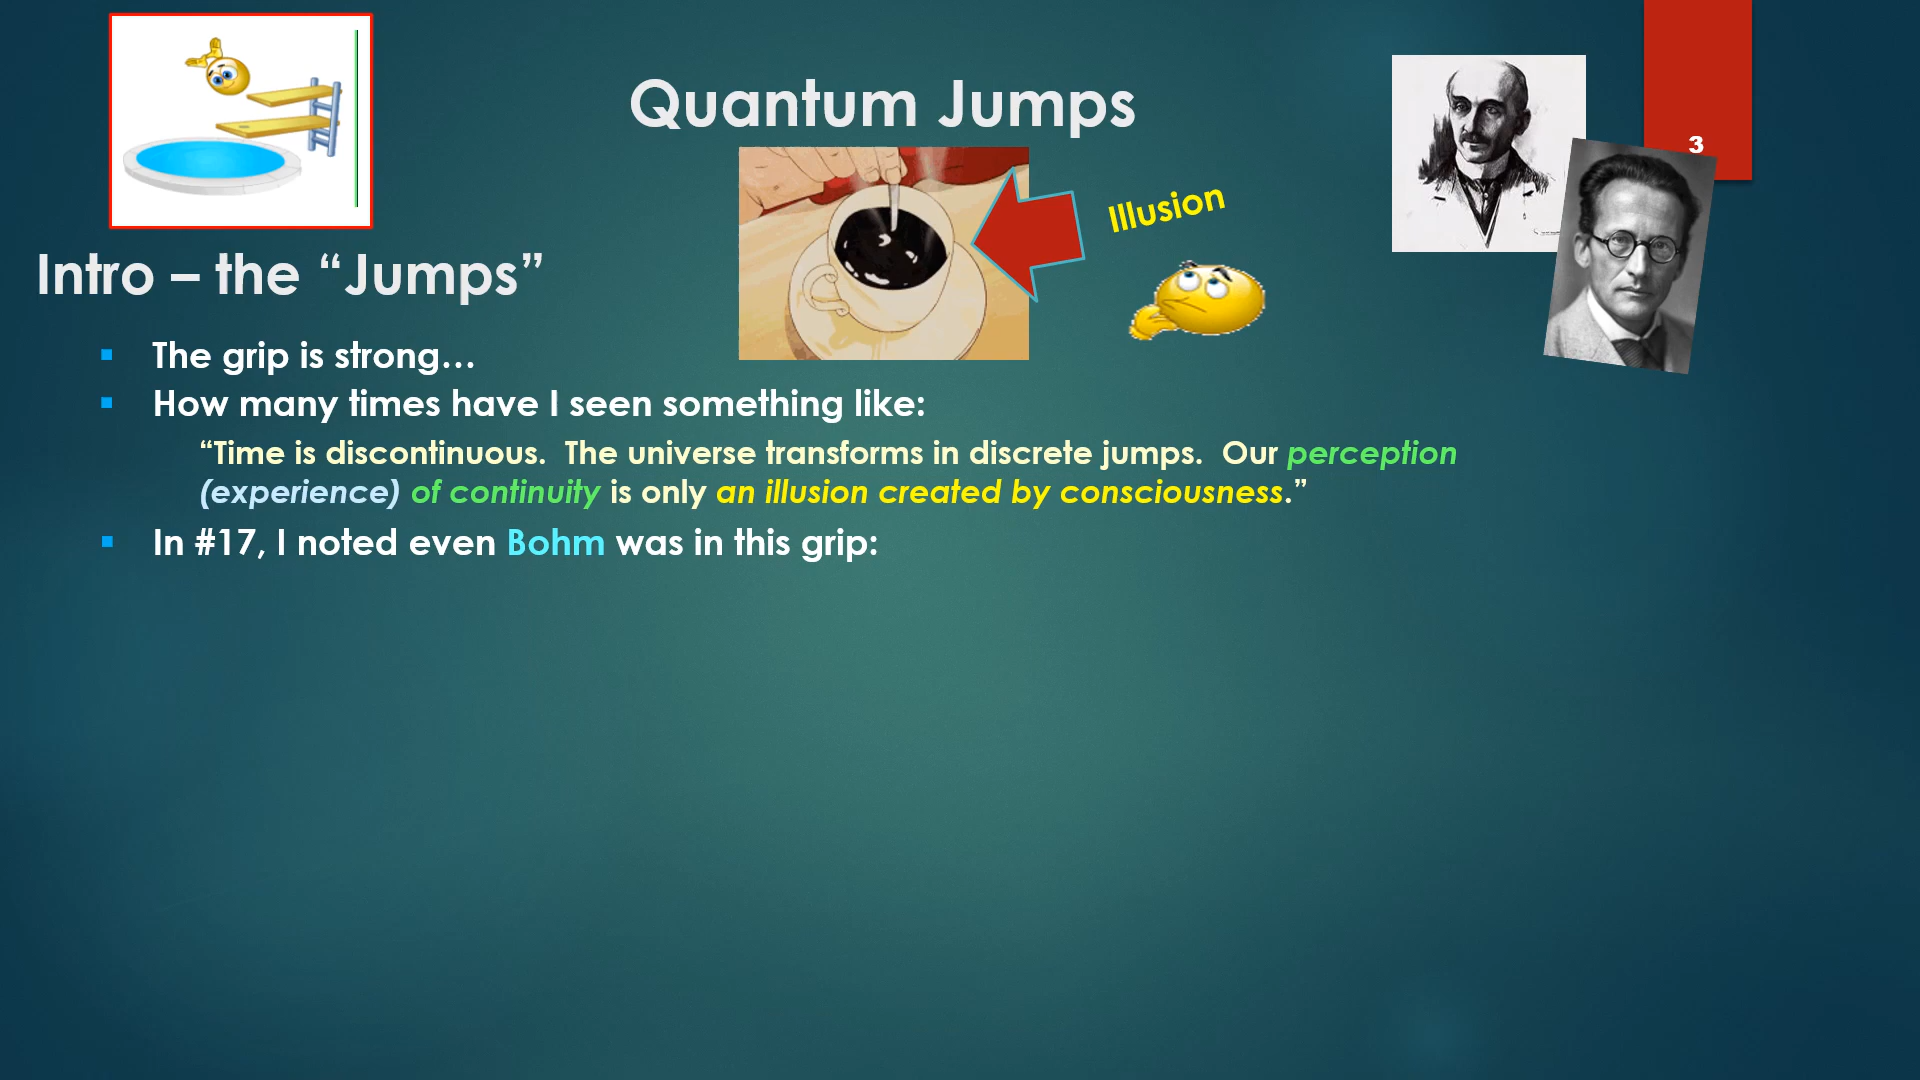 Quantum Jumps
3
Illusion
Intro – the “Jumps”
The grip is strong…
How many times have I seen something like:
“Time is discontinuous.  The universe transforms in discrete jumps.  Our perception
(experience) of continuity is only an illusion created by consciousness.”
In #17, I noted even Bohm was in this grip: